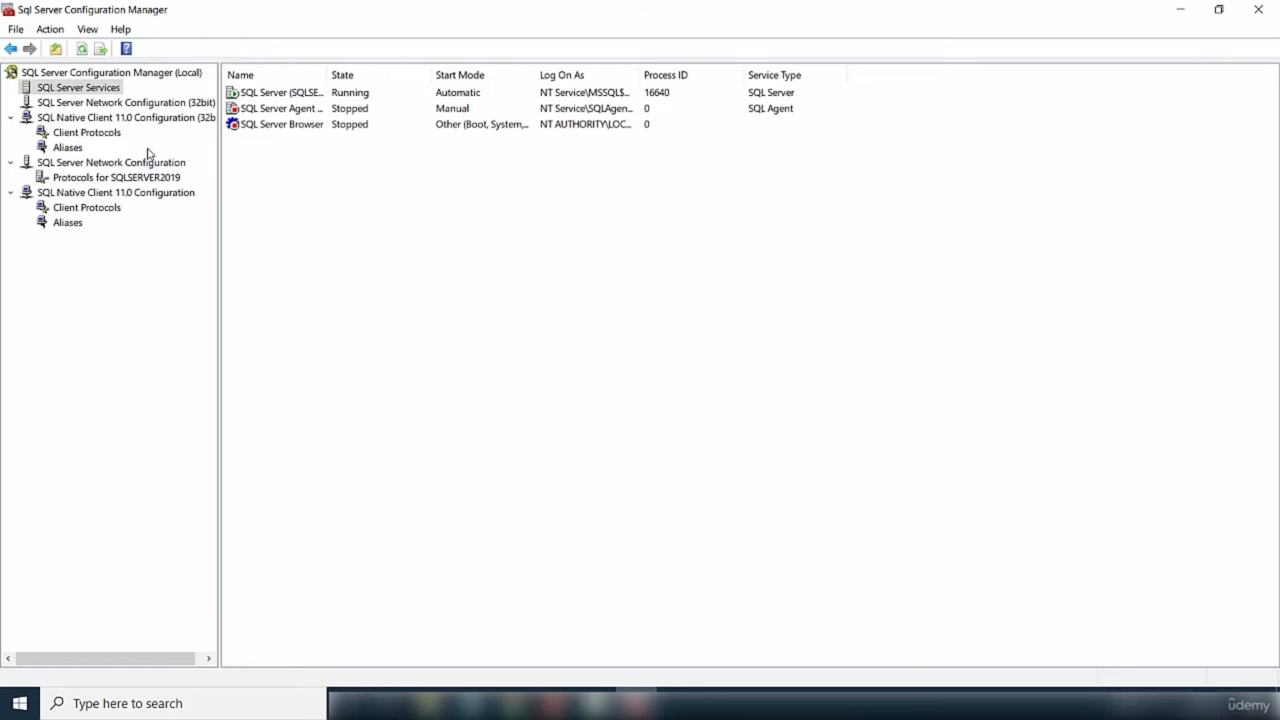 Sql Server Configuration Manager
File Action View Help
SQL Server Configuration Manager (Local)
SQL Server Services
SQL Server Network Configuration (32bit)
SQL Native Client 11.0 Configuration (32b
Client Protocols
Aliases
SQL Server Network Configuration
Protocols for SQLSERVER2019
SQL Native Client 11.0 Configuration
Client Protocols
Aliases
Name State Start Mode Log On As Process ID Service Type
SQL Server (SQLSE... Running Automatic NT Service\MSSQL$... 16640 SQL Server
SQL Server Agent ... Stopped Manual NT Service\SQLAgen... 0 SQL Agent
SQL Server Browser Stopped Other (Boot, System,... NT AUTHORITY\LOC... 0
Type here to search
udemy